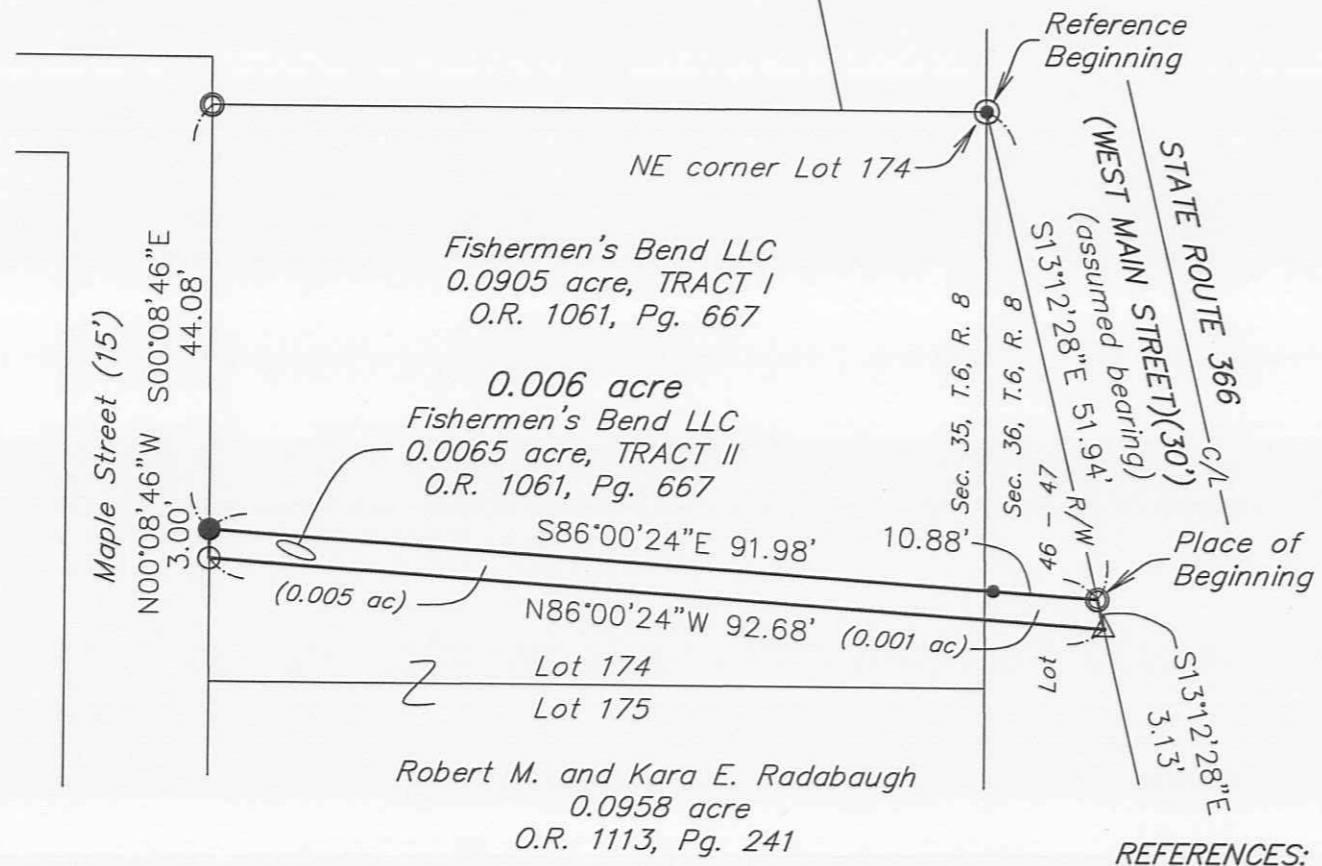 Reference
Beginning
NE corner Lot 174
STATE ROUTE 366
(WEST MAIN STREET)(30')
(assumed bearing)
S13°12'28"E 51.94'
C/L
R/W
Fishermen's Bend LLC
0.0905 acre, TRACT I
O.R. 1061, Pg. 667
0.006 acre
Fishermen's Bend LLC
0.0065 acre, TRACT II
O.R. 1061, Pg. 667
Maple Street (15')
N00°08'46"W S00°08'46"E
3.00' 44.08'
Sec. 35, T.6, R. 8
Sec. 36, T.6, R. 8
Lot 46 - 47
S86°00'24"E 91.98'
10.88'
Place of
Beginning
(0.005 ac)
N86°00'24"W 92.68'
(0.001 ac)
S13°12'28"E
3.13'
Lot 174
Lot 175
Robert M. and Kara E. Radabaugh
0.0958 acre
O.R. 1113, Pg. 241
REFERENCES: